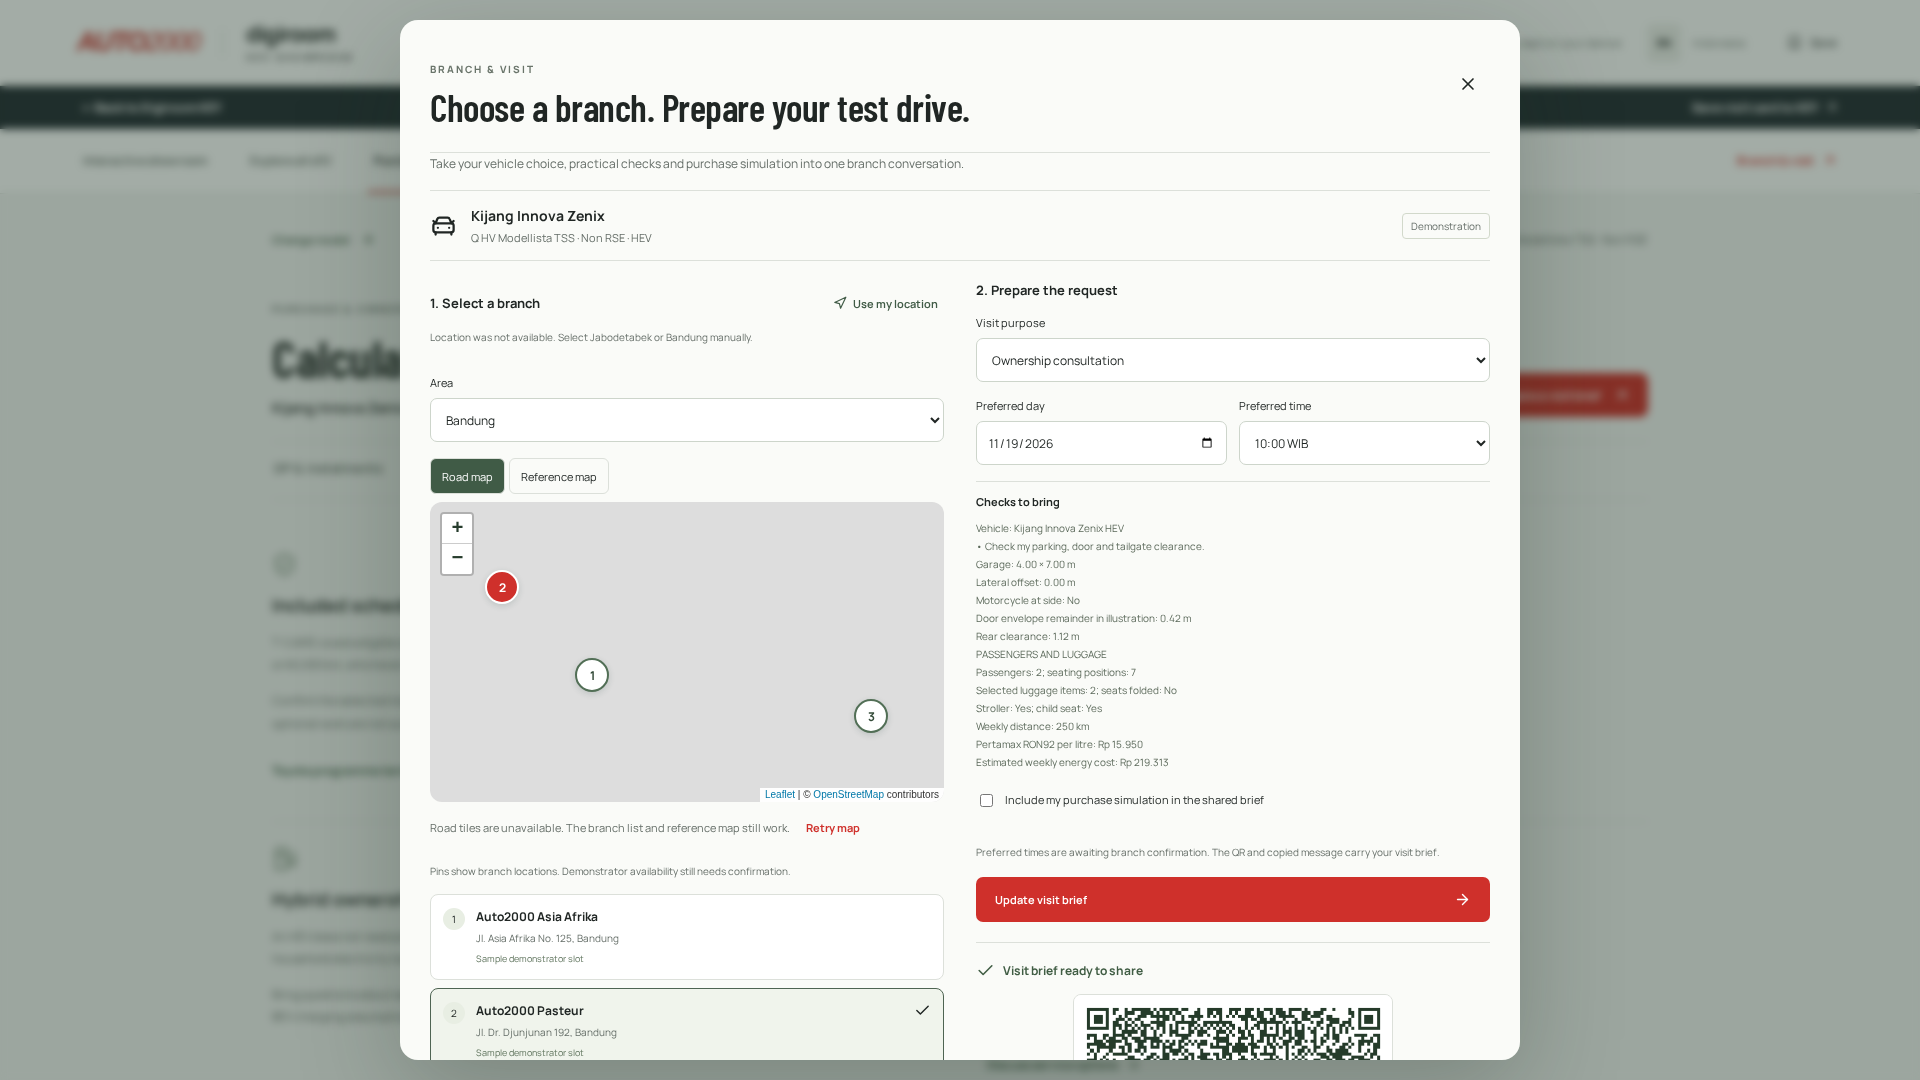 AUTO2000
digiroom
BRANCH & VISIT
Choose a branch. Prepare your test drive.
Take your vehicle choice, practical checks and purchase simulation into one branch conversation.
Kijang Innova Zenix
Q HV Modellista TSS · Non RSE · HEV
Demonstration
1. Select a branch
Use my location
Location was not available. Select Jabodetabek or Bandung manually.
Area
Bandung
Road map
Reference map
+
−
2
1
3
Leaflet | © OpenStreetMap contributors
Road tiles are unavailable. The branch list and reference map still work.
Retry map
Pins show branch locations. Demonstrator availability still needs confirmation.
1
Auto2000 Asia Afrika
Jl. Asia Afrika No. 125, Bandung
Sample demonstrator slot
2
Auto2000 Pasteur
Jl. Dr. Djunjunan 192, Bandung
Sample demonstrator slot
2. Prepare the request
Visit purpose
Ownership consultation
Preferred day
Preferred time
11/19/2026
10:00 WIB
Checks to bring
Vehicle: Kijang Innova Zenix HEV
• Check my parking, door and tailgate clearance.
Garage: 4.00 × 7.00 m
Lateral offset: 0.00 m
Motorcycle at side: No
Door envelope remainder in illustration: 0.42 m
Rear clearance: 1.12 m
PASSENGERS AND LUGGAGE
Passengers: 2; seating positions: 7
Selected luggage items: 2; seats folded: No
Stroller: Yes; child seat: Yes
Weekly distance: 250 km
Pertamax RON92 per litre: Rp 15.950
Estimated weekly energy cost: Rp 219.313
Include my purchase simulation in the shared brief
Preferred times are awaiting branch confirmation. The QR and copied message carry your visit brief.
Update visit brief
Visit brief ready to share